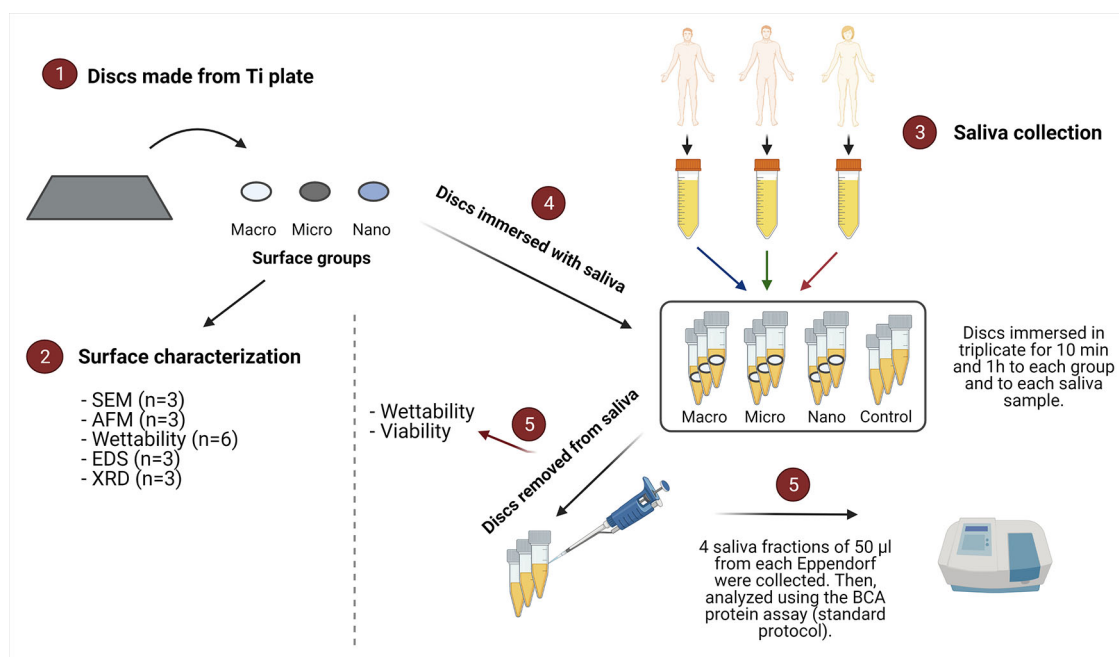 1
Discs made from Ti plate
Macro
Micro
Nano
Surface groups
2
Surface characterization
- SEM (n=3)
- AFM (n=3)
- Wettability (n=6)
- EDS (n=3)
- XRD (n=3)
3
Saliva collection
4
Discs immersed with saliva
Macro
Micro
Nano
Control
Discs immersed in
triplicate for 10 min
and 1h to each group
and to each saliva
sample.
Discs removed from saliva
5
- Wettability
- Viability
5
4 saliva fractions of 50 µl
from each Eppendorf
were collected. Then,
analyzed using the BCA
protein assay (standard
protocol).